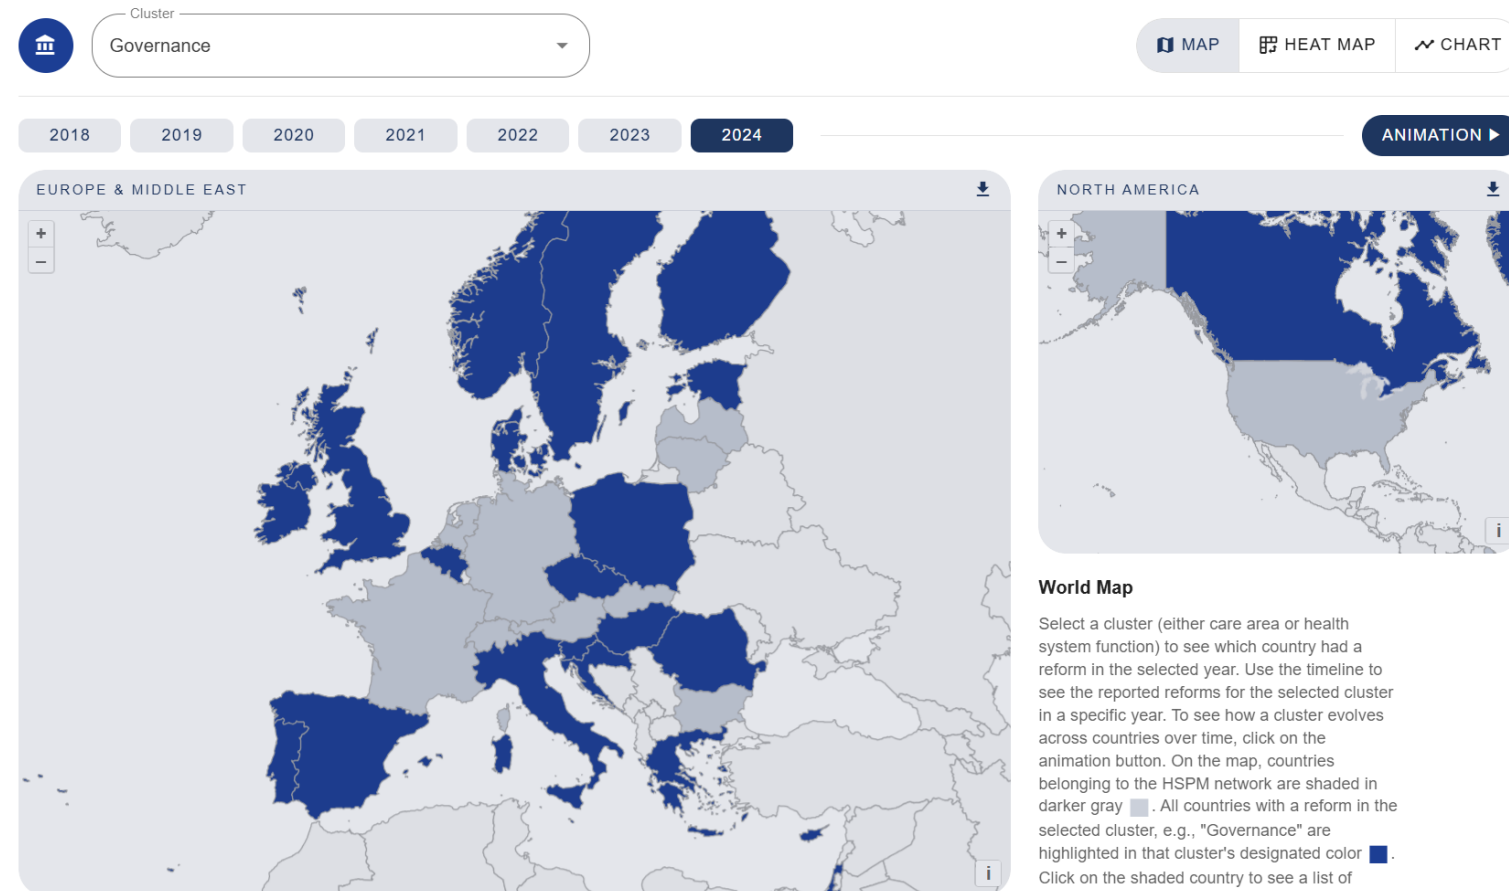 Cluster
Governance
MAP
HEAT MAP
CHART
2018
2019
2020
2021
2022
2023
2024
ANIMATION
EUROPE & MIDDLE EAST
+
−
i
NORTH AMERICA
+
−
i
World Map
Select a cluster (either care area or health
system function) to see which country had a
reform in the selected year. Use the timeline to
see the reported reforms for the selected cluster
in a specific year. To see how a cluster evolves
across countries over time, click on the
animation button. On the map, countries
belonging to the HSPM network are shaded in
darker gray . All countries with a reform in the
selected cluster, e.g., "Governance" are
highlighted in that cluster's designated color .
Click on the shaded country to see a list of